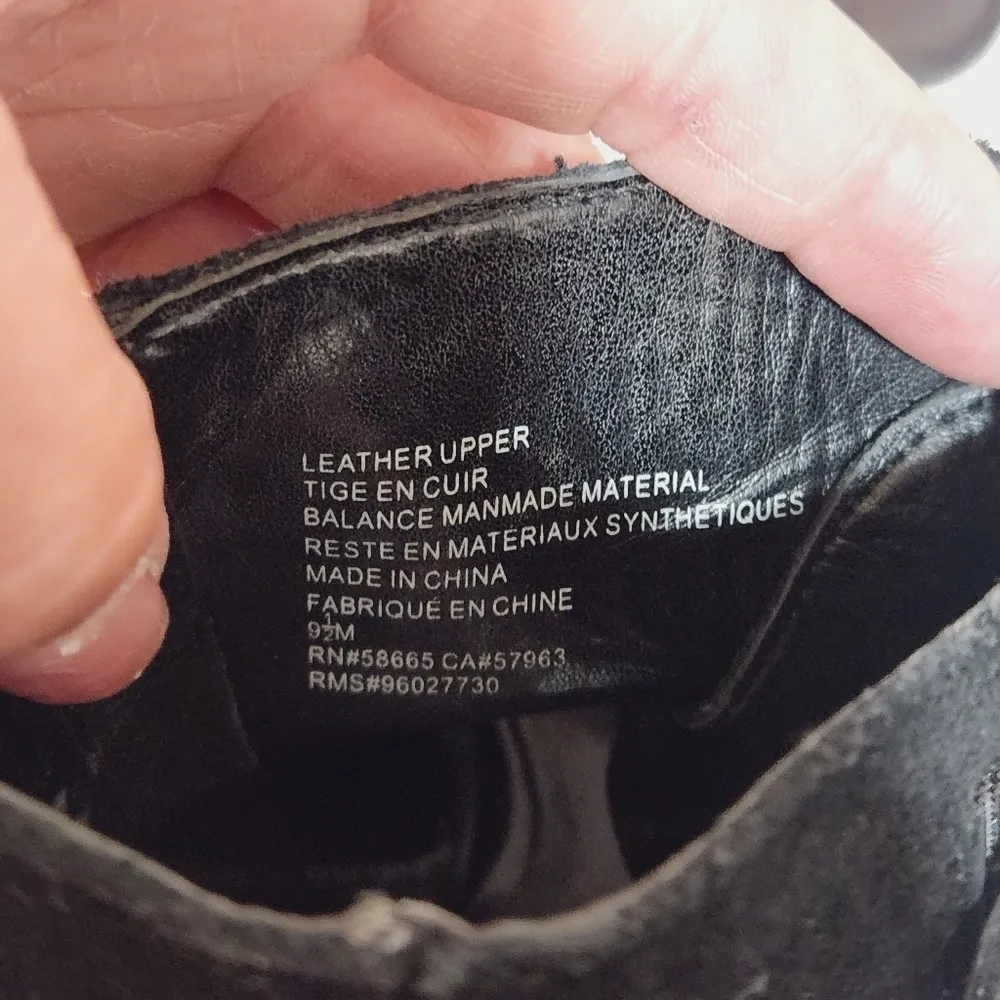 LEATHER UPPER
TIGE EN CUIR
BALANCE MANMADE MATERIAL
RESTE EN MATERIAUX SYNTHETIQUES
MADE IN CHINA
FABRIQUÉ EN CHINE
9½M
RN#58665 CA#57963
RMS#96027730